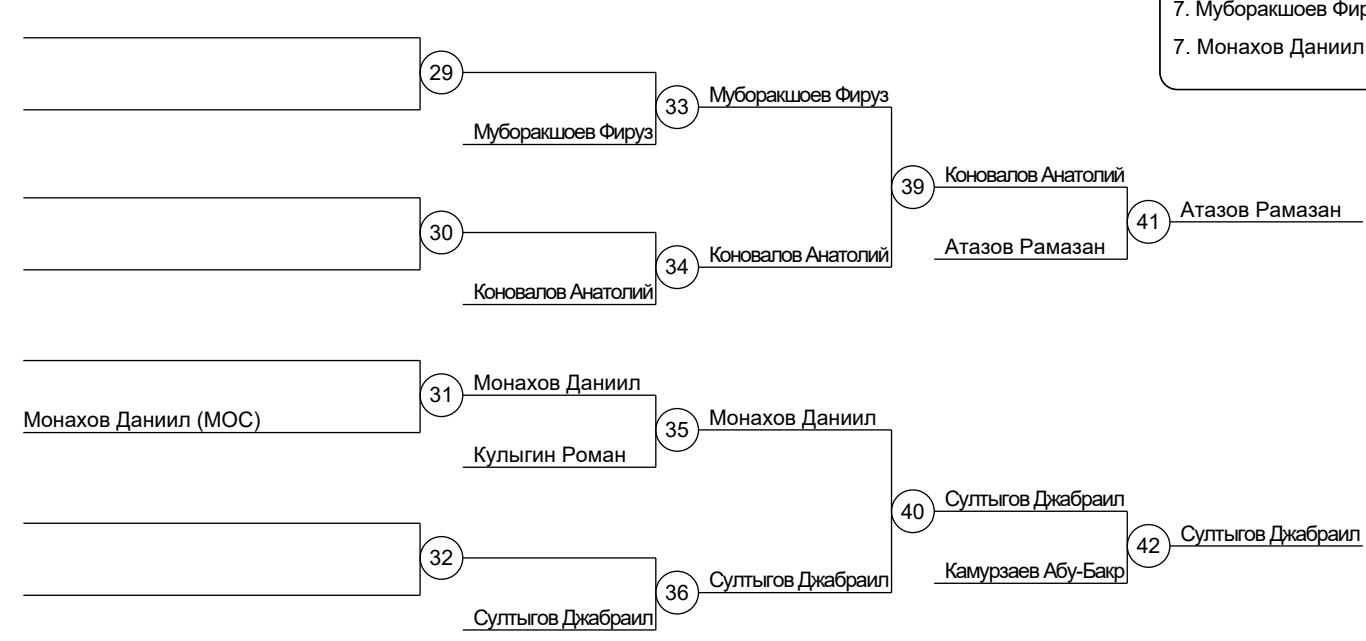 7. Муборакшоев
7. Монахов Даниил
29
33
Муборакшоев Фируз
Муборакшоев Фируз
39
Коновалов Анатолий
41
Атазов Рамазан
30
34
Коновалов Анатолий
Атазов Рамазан
Коновалов Анатолий
31
Монахов Даниил
35
Монахов Даниил
Монахов Даниил (МОС)
Кулыгин Роман
40
Султыгов Джабраил
42
Султыгов Джабраил
32
36
Султыгов Джабраил
Камурзаев Абу-Бакр
Султыгов Джабраил